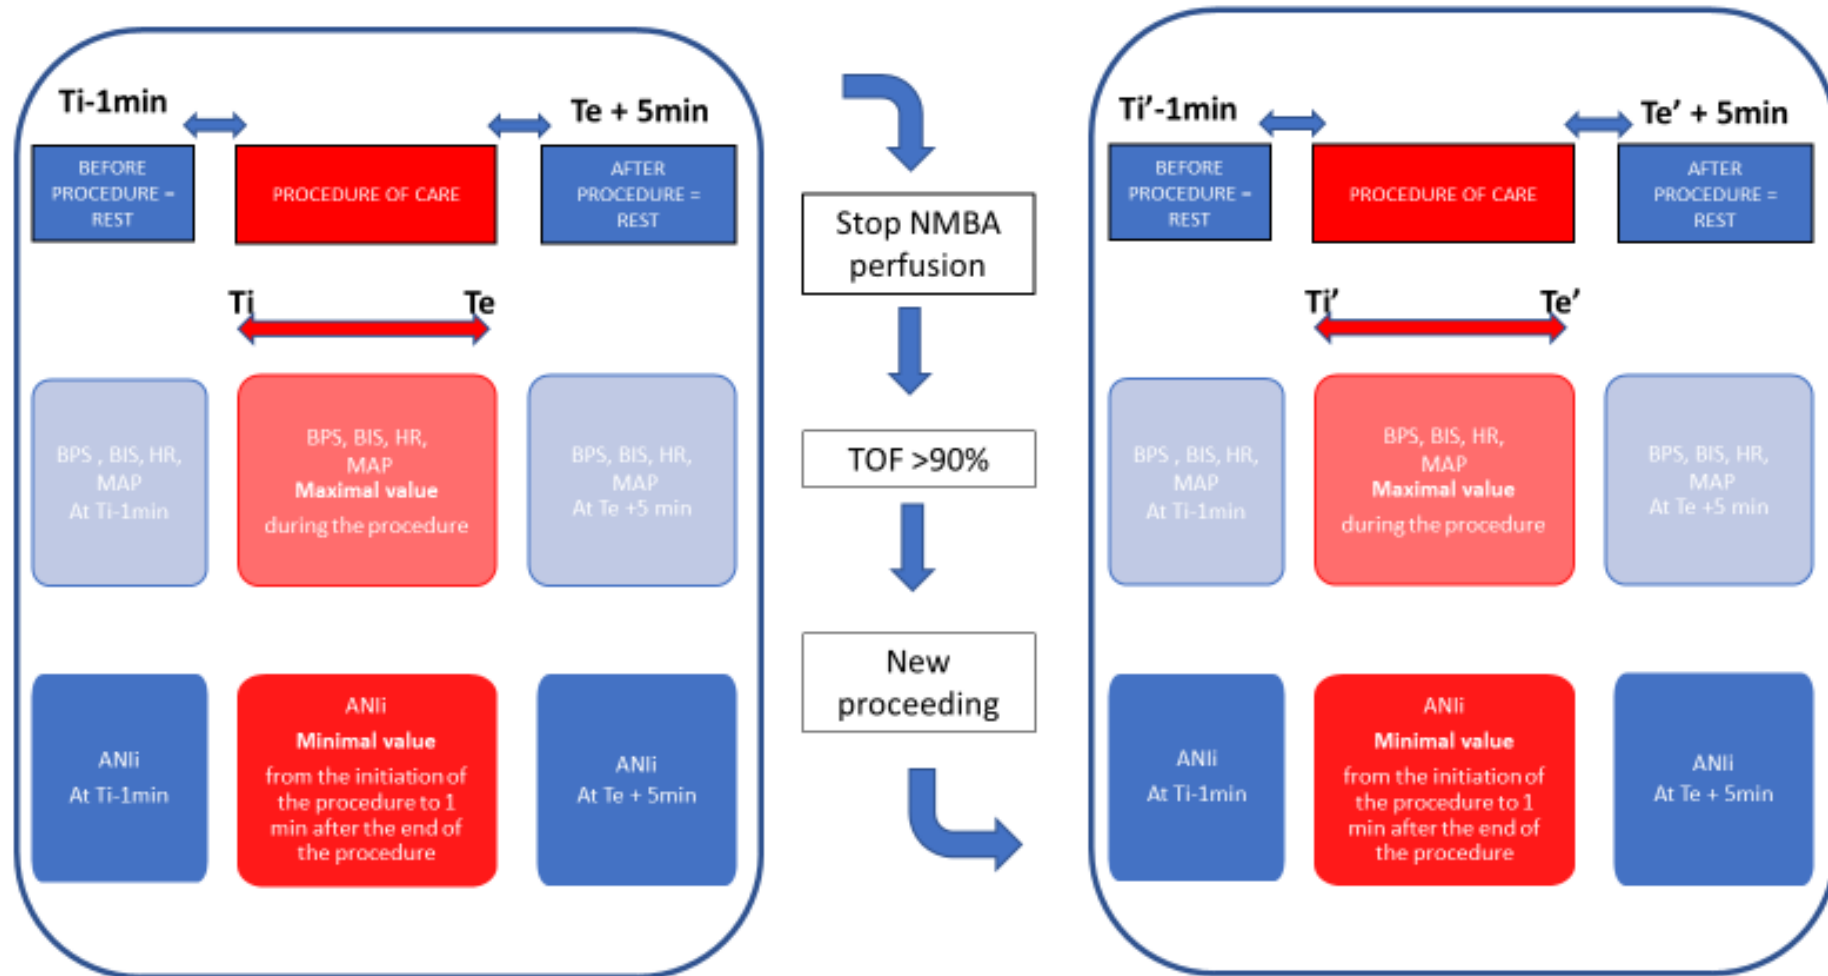 Ti-1min
Te + 5min
BEFORE
PROCEDURE =
REST
PROCEDURE OF CARE
AFTER
PROCEDURE =
REST
Ti
Te
BPS , BIS, HR,
MAP
At Ti-1min
BPS, BIS, HR,
MAP
Maximal value
during the procedure
BPS, BIS, HR,
MAP
At Te +5 min
ANIi
At Ti-1min
ANIi
Minimal value
from the initiation of
the procedure to 1
min after the end of
the procedure
ANIi
At Te + 5min
Stop NMBA
perfusion
TOF >90%
New
proceeding
Ti’-1min
Te’ + 5min
BEFORE
PROCEDURE =
REST
PROCEDURE OF CARE
AFTER
PROCEDURE =
REST
Ti’
Te’
BPS , BIS, HR,
MAP
At Ti-1min
BPS, BIS, HR,
MAP
Maximal value
during the procedure
BPS, BIS, HR,
MAP
At Te +5 min
ANIi
At Ti-1min
ANIi
Minimal value
from the initiation of
the procedure to 1
min after the end of
the procedure
ANIi
At Te + 5min